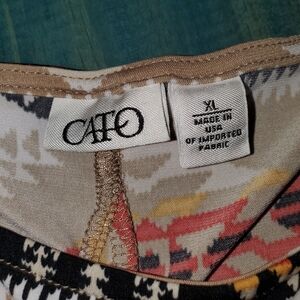 CATO
XL
MADE IN
USA
OF IMPORTED
FABRIC